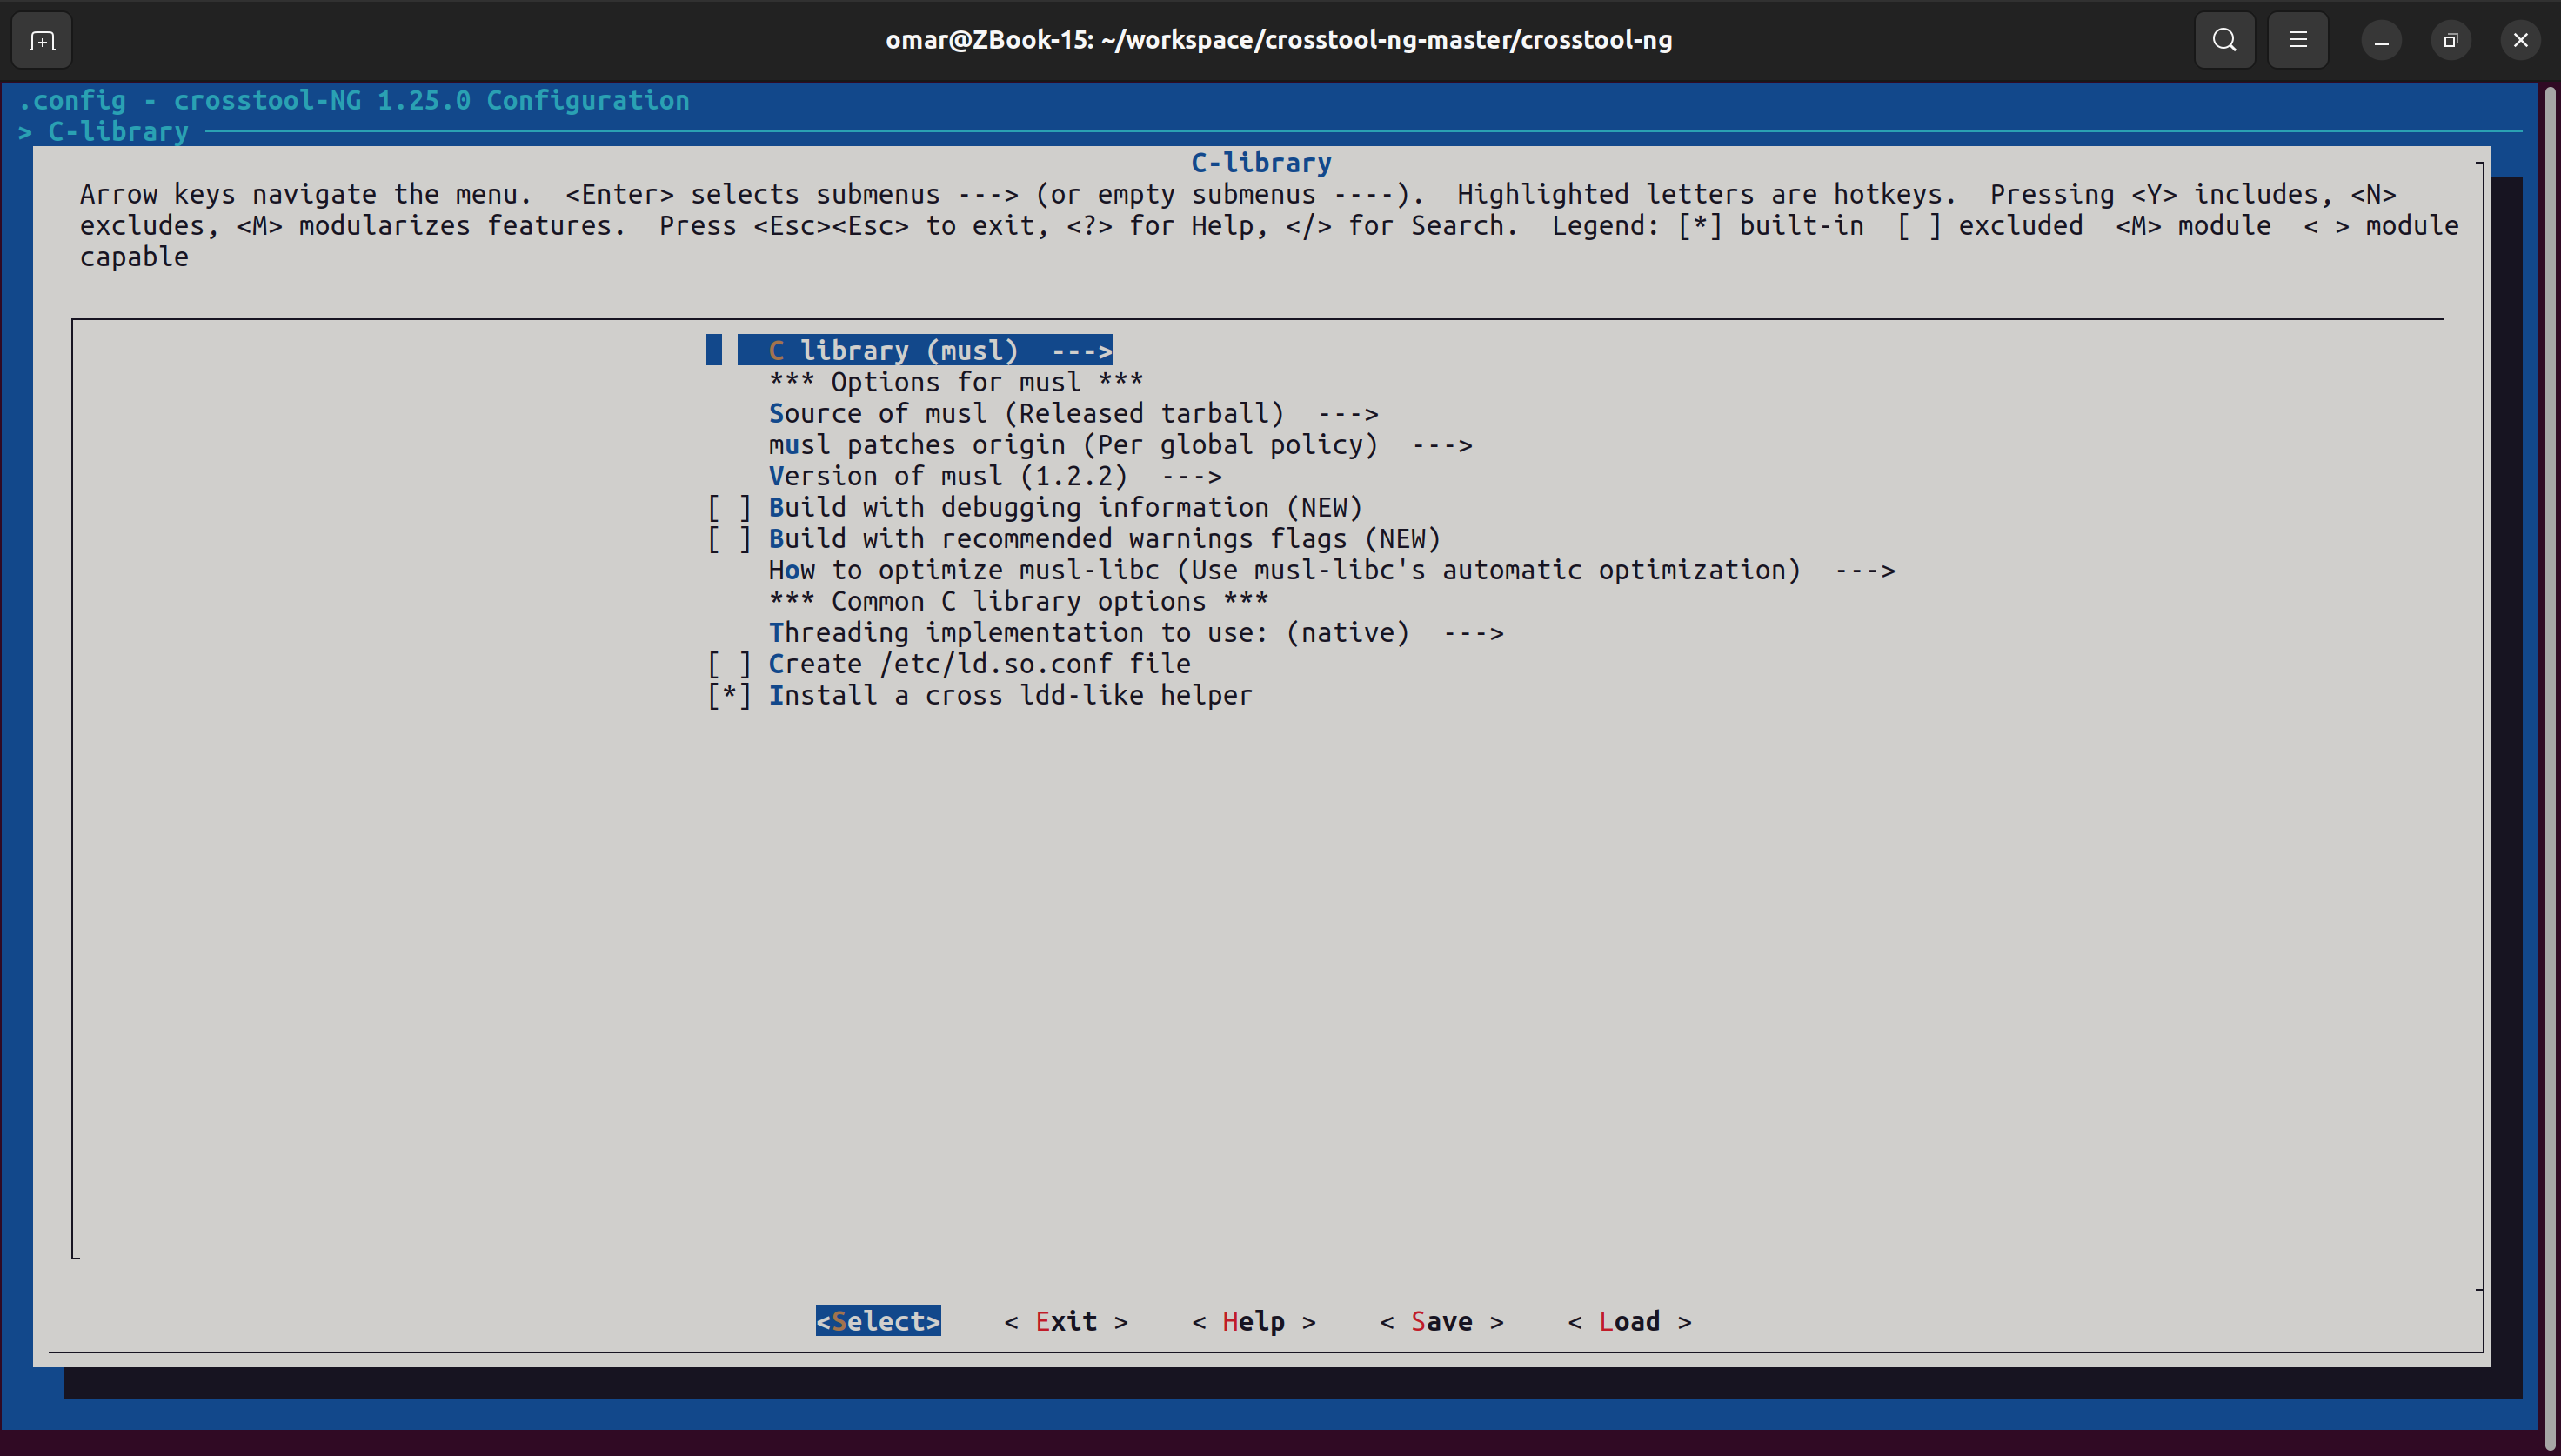 omar@ZBook-15: ~/workspace/crosstool-ng-master/crosstool-ng
.config - crosstool-NG 1.25.0 Configuration
> C-library
C-library
Arrow keys navigate the menu.  <Enter> selects submenus ---> (or empty submenus ----).  Highlighted letters are hotkeys.  Pressing <Y> includes, <N>
excludes, <M> modularizes features.  Press <Esc><Esc> to exit, <?> for Help, </> for Search.  Legend: [*] built-in  [ ] excluded  <M> module  < > module
capable
C library (musl)  --->
*** Options for musl ***
Source of musl (Released tarball)  --->
musl patches origin (Per global policy)  --->
Version of musl (1.2.2)  --->
[ ] Build with debugging information (NEW)
[ ] Build with recommended warnings flags (NEW)
How to optimize musl-libc (Use musl-libc's automatic optimization)  --->
*** Common C library options ***
Threading implementation to use: (native)  --->
[ ] Create /etc/ld.so.conf file
[*] Install a cross ldd-like helper
<Select>    < Exit >    < Help >    < Save >    < Load >